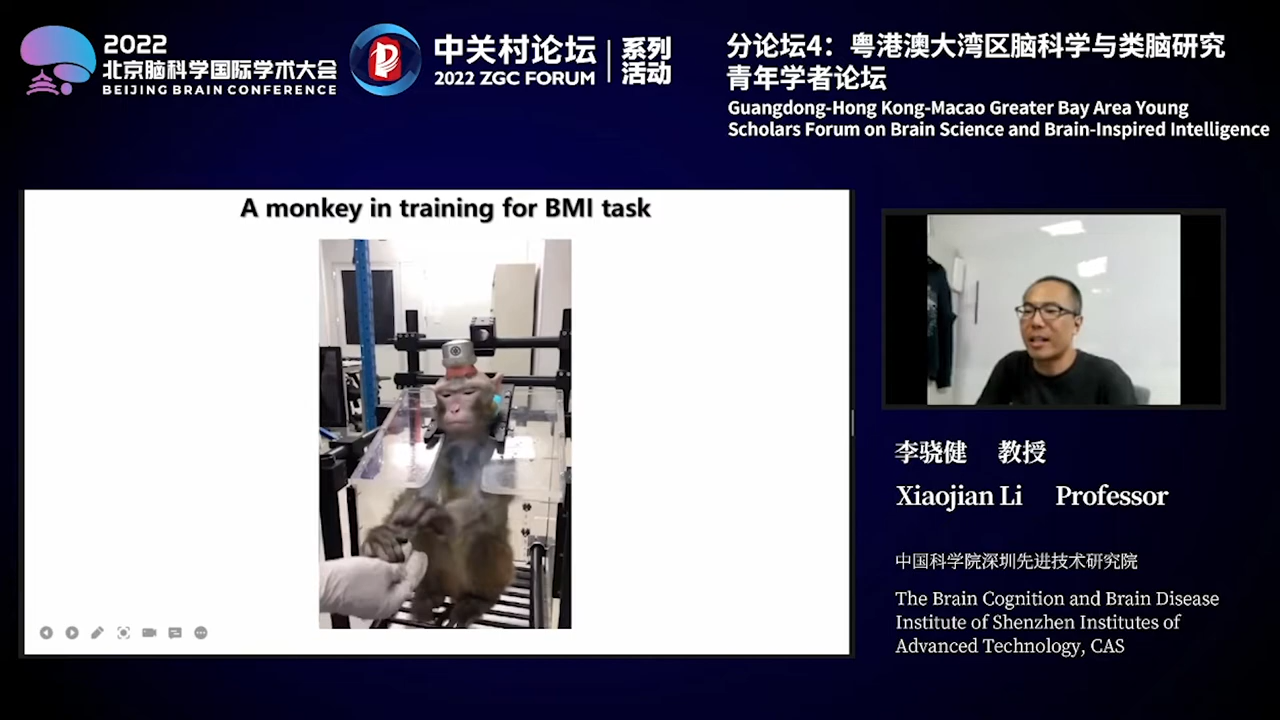 2022
北京脑科学国际学术大会
BEIJING BRAIN CONFERENCE
中关村论坛
2022 ZGC FORUM
系列
活动
分论坛4：粤港澳大湾区脑科学与类脑研究
青年学者论坛
Guangdong-Hong Kong-Macao Greater Bay Area Young
Scholars Forum on Brain Science and Brain-Inspired Intelligence
A monkey in training for BMI task
李骁健 教授
Xiaojian Li Professor
中国科学院深圳先进技术研究院
The Brain Cognition and Brain Disease
Institute of Shenzhen Institutes of
Advanced Technology, CAS